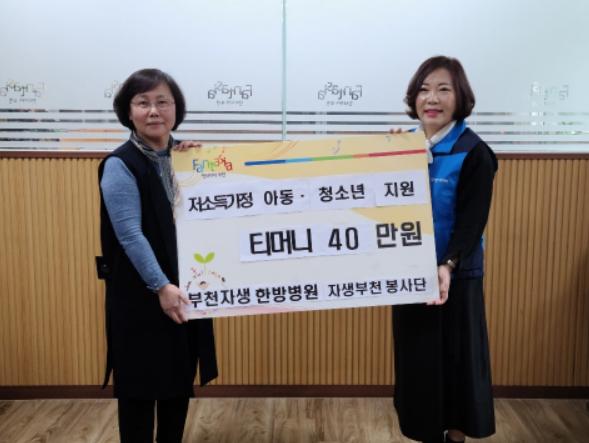 Fantasia
저소득가정 아동· 청소년 지원
티머니 40 만원
부천자생한방병원 자생부천봉사단